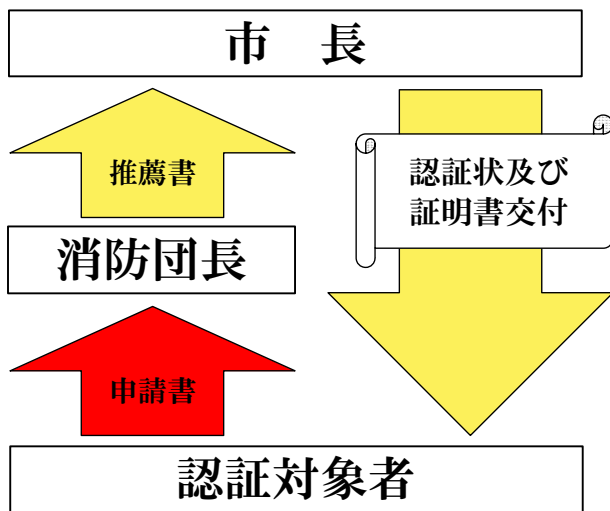 市　長
推薦書
認証状及び
証明書交付
消防団長
申請書
認証対象者